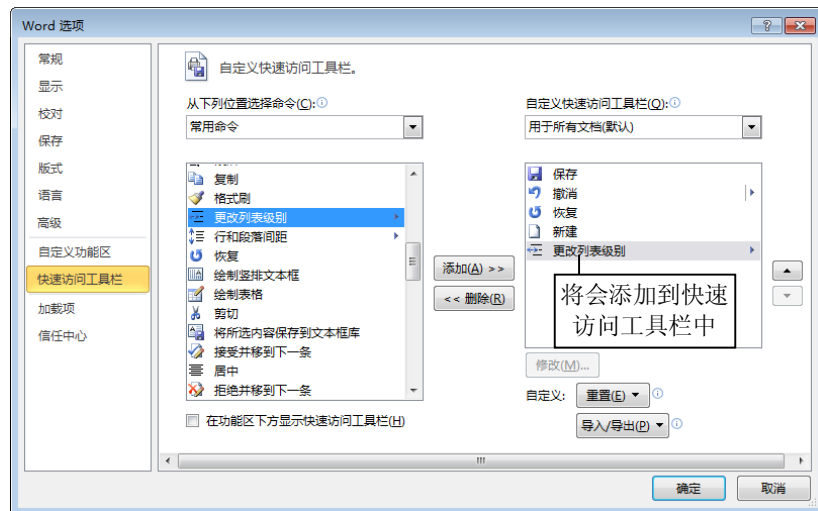 Word 选项
常规
显示
校对
保存
版式
语言
高级
自定义功能区
快速访问工具栏
加载项
信任中心
自定义快速访问工具栏。
从下列位置选择命令(C):
常用命令
复制
格式刷
更改列表级别
行和段落间距
恢复
绘制竖排文本框
绘制表格
剪切
将所选内容保存到文本框库
接受并移到下一条
居中
拒绝并移到下一条
在功能区下方显示快速访问工具栏(H)
添加(A) >>
<< 删除(R)
自定义快速访问工具栏(Q):
用于所有文档(默认)
保存
撤消
恢复
新建
更改列表级别
将会添加到快速
访问工具栏中
修改(M)...
自定义:
重置(E)
导入/导出(P)
确定
取消